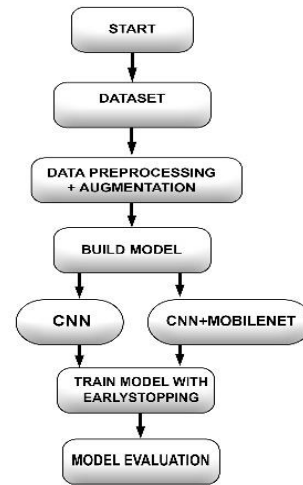 START
DATASET
DATA PREPROCESSING
+ AUGMENTATION
BUILD MODEL
CNN
CNN+MOBILENET
TRAIN MODEL WITH
EARLYSTOPPING
MODEL EVALUATION